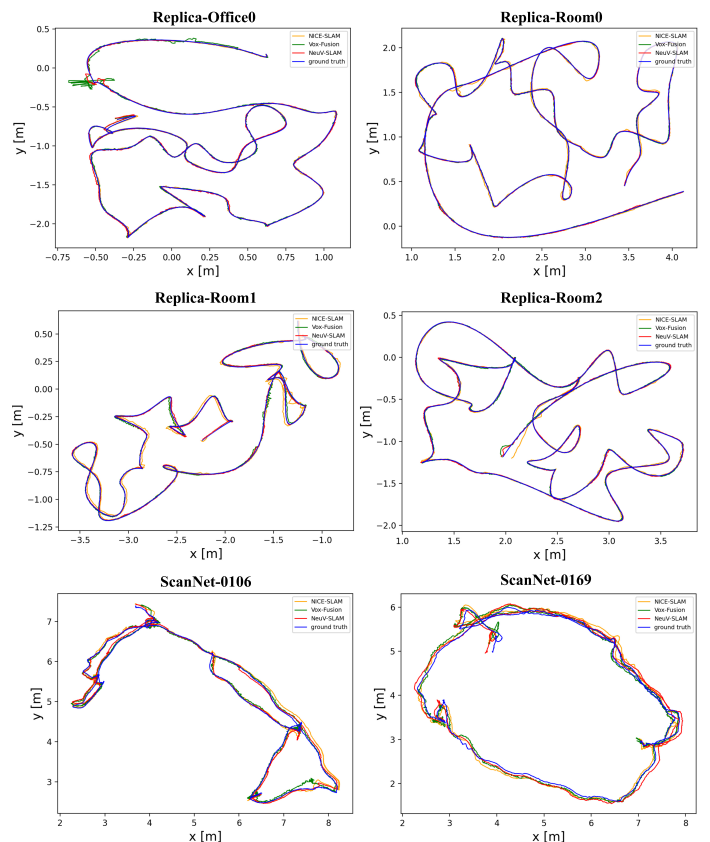 Replica-Office0
NICE-SLAM
Vox-Fusion
NeuV-SLAM
ground truth
0.5
0.0
−0.5
−1.0
−1.5
−2.0
y [m]
−0.75 −0.50 −0.25 0.00 0.25 0.50 0.75 1.00
x [m]
Replica-Room0
NICE-SLAM
Vox-Fusion
NeuV-SLAM
ground truth
2.0
1.5
1.0
0.5
0.0
y [m]
1.0 1.5 2.0 2.5 3.0 3.5 4.0
x [m]
Replica-Room1
NICE-SLAM
Vox-Fusion
NeuV-SLAM
ground truth
0.50
0.25
0.00
−0.25
−0.50
−0.75
−1.00
−1.25
y [m]
−3.5 −3.0 −2.5 −2.0 −1.5 −1.0
x [m]
Replica-Room2
NICE-SLAM
Vox-Fusion
NeuV-SLAM
ground truth
0.5
0.0
−0.5
−1.0
−1.5
−2.0
y [m]
1.0 1.5 2.0 2.5 3.0 3.5
x [m]
ScanNet-0106
NICE-SLAM
Vox-Fusion
NeuV-SLAM
ground truth
7
6
5
4
3
y [m]
2 3 4 5 6 7 8
x [m]
ScanNet-0169
NICE-SLAM
Vox-Fusion
NeuV-SLAM
ground truth
6
5
4
3
2
y [m]
2 3 4 5 6 7 8
x [m]